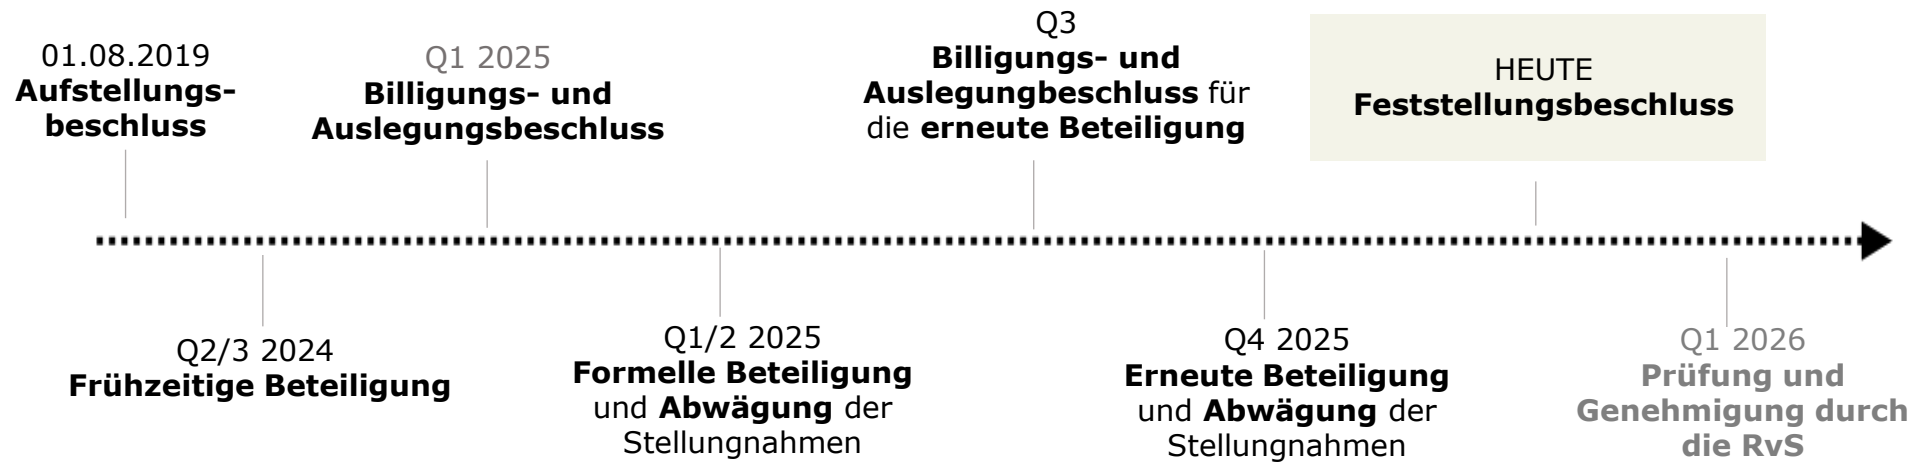 01.08.2019
Aufstellungs-
beschluss
Q2/3 2024
Frühzeitige Beteiligung
Q1 2025
Billigungs- und
Auslegungsbeschluss
Q1/2 2025
Formelle Beteiligung
und Abwägung der
Stellungnahmen
Q3
Billigungs- und
Auslegungbeschluss für
die erneute Beteiligung
Q4 2025
Erneute Beteiligung
und Abwägung der
Stellungnahmen
HEUTE
Feststellungsbeschluss
Q1 2026
Prüfung und
Genehmigung durch
die RvS